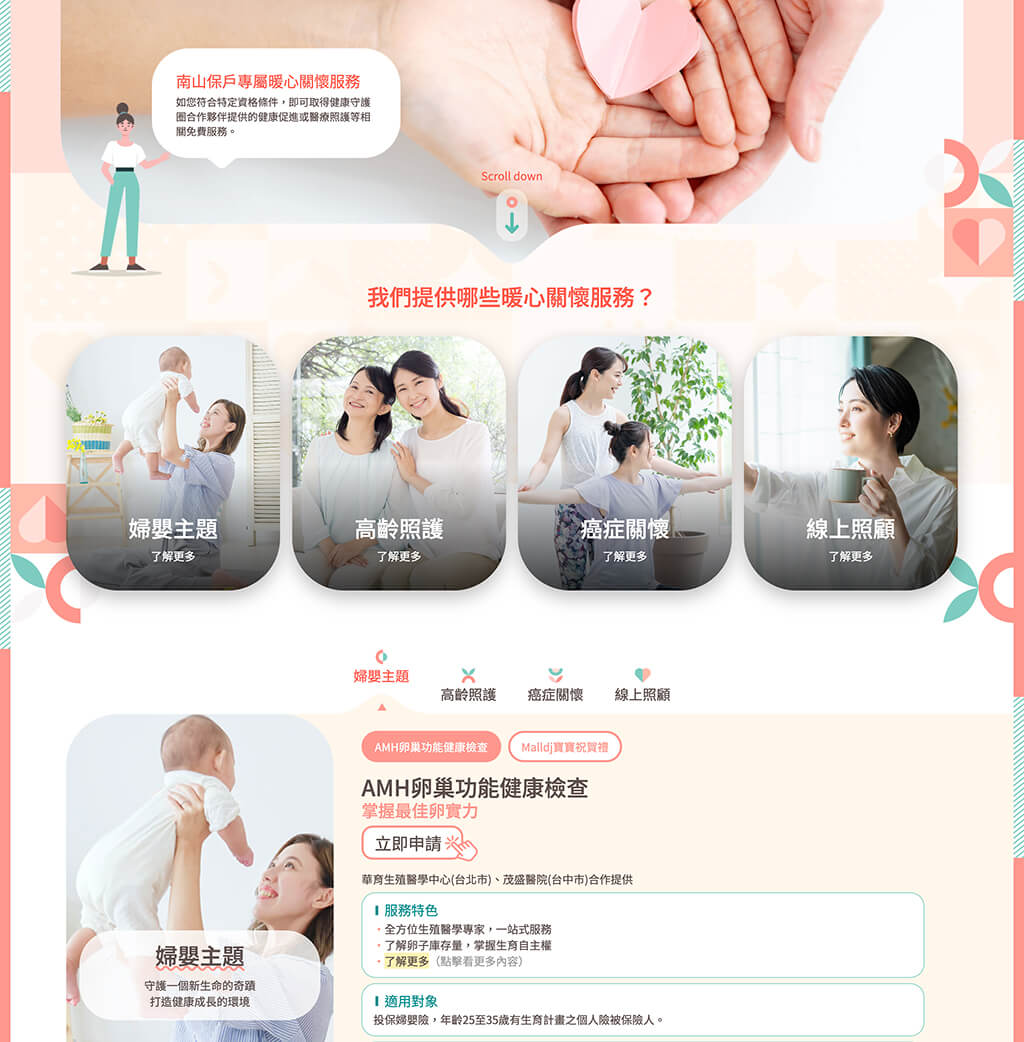 南山保戶專屬暖心關懷服務
如您符合特定資格條件，即可取得健康守護
圈合作夥伴提供的健康促進或醫療照護等相
關免費服務。
Scroll down
我們提供哪些暖心關懷服務？
婦嬰主題
了解更多
高齡照護
了解更多
癌症關懷
了解更多
線上照顧
了解更多
婦嬰主題
高齡照護
癌症關懷
線上照顧
AMH卵巢功能健康檢查
Malldj寶寶祝賀禮
AMH卵巢功能健康檢查
掌握最佳卵實力
立即申請
華育生殖醫學中心(台北市)、茂盛醫院(台中市)合作提供
服務特色
・全方位生殖醫學專家，一站式服務
・了解卵子庫存量，掌握生育自主權
・了解更多（點擊看更多內容）
適用對象
投保婦嬰險，年齡25至35歲有生育計畫之個人險被保險人。
婦嬰主題
守護一個新生命的奇蹟
打造健康成長的環境